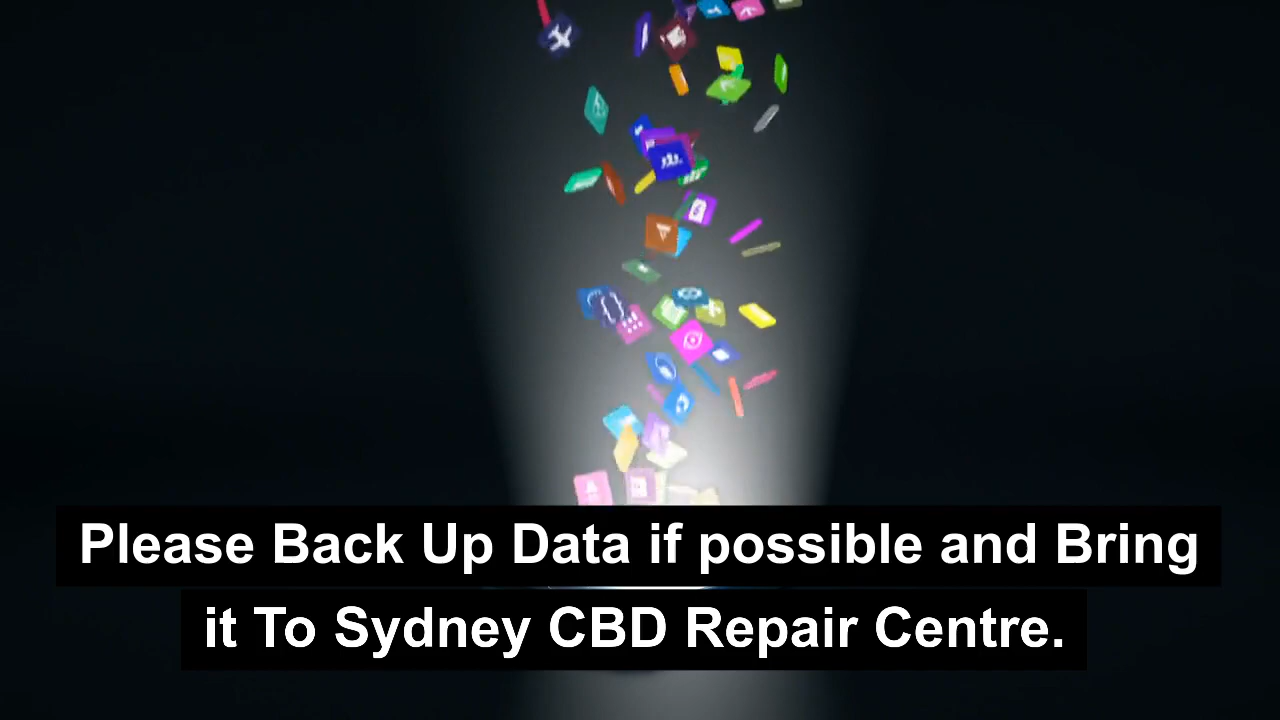 Please Back Up Data if possible and Bring
it To Sydney CBD Repair Centre.